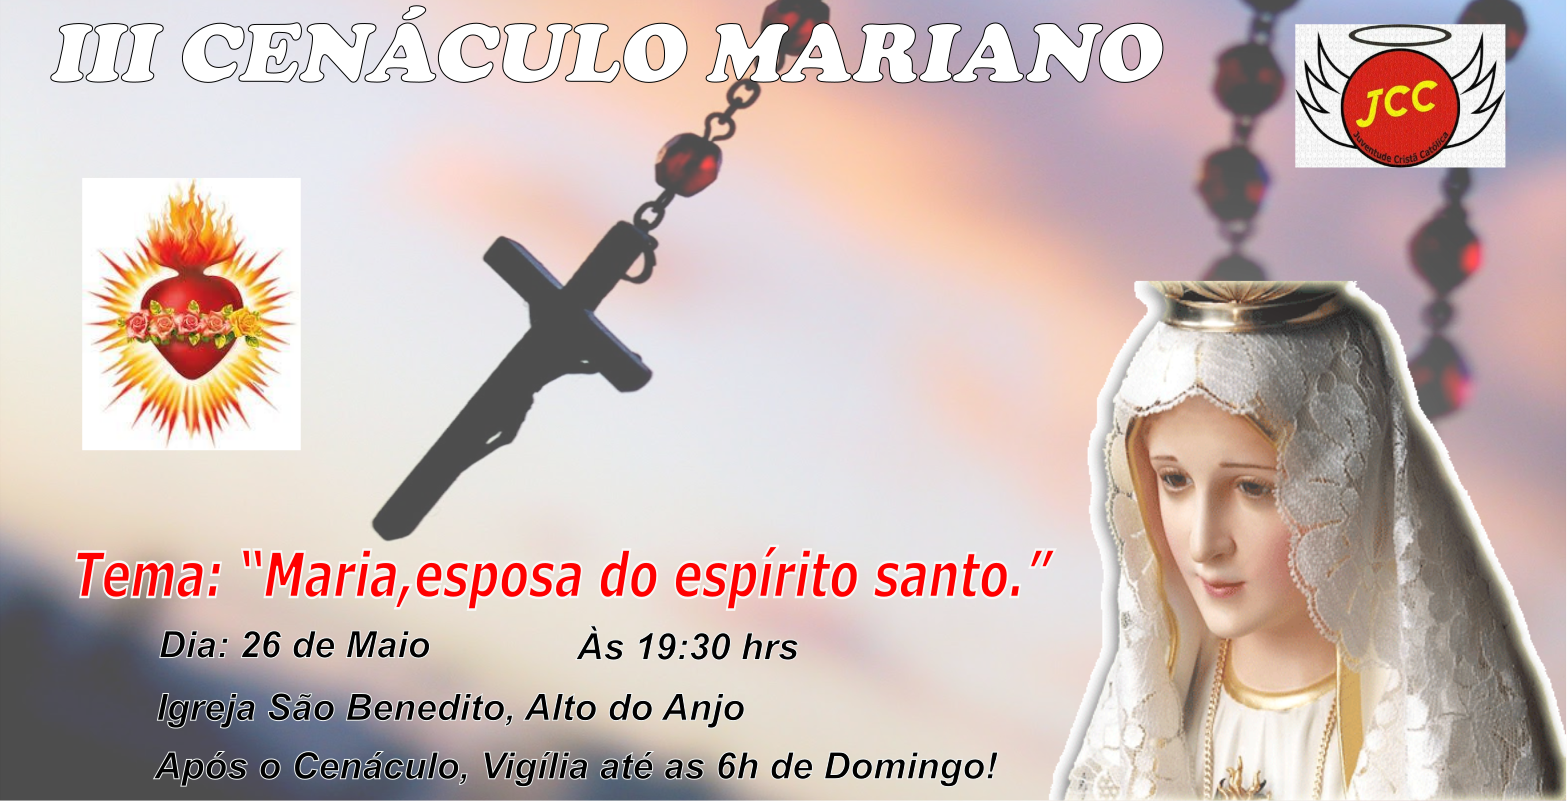 III CENÁCULO MARIANO
JCC
Juventude Cristã Católica
Tema: “Maria,esposa do espírito santo.”
Dia: 26 de Maio
Às 19:30 hrs
Igreja São Benedito, Alto do Anjo
Após o Cenáculo, Vigília até as 6h de Domingo!